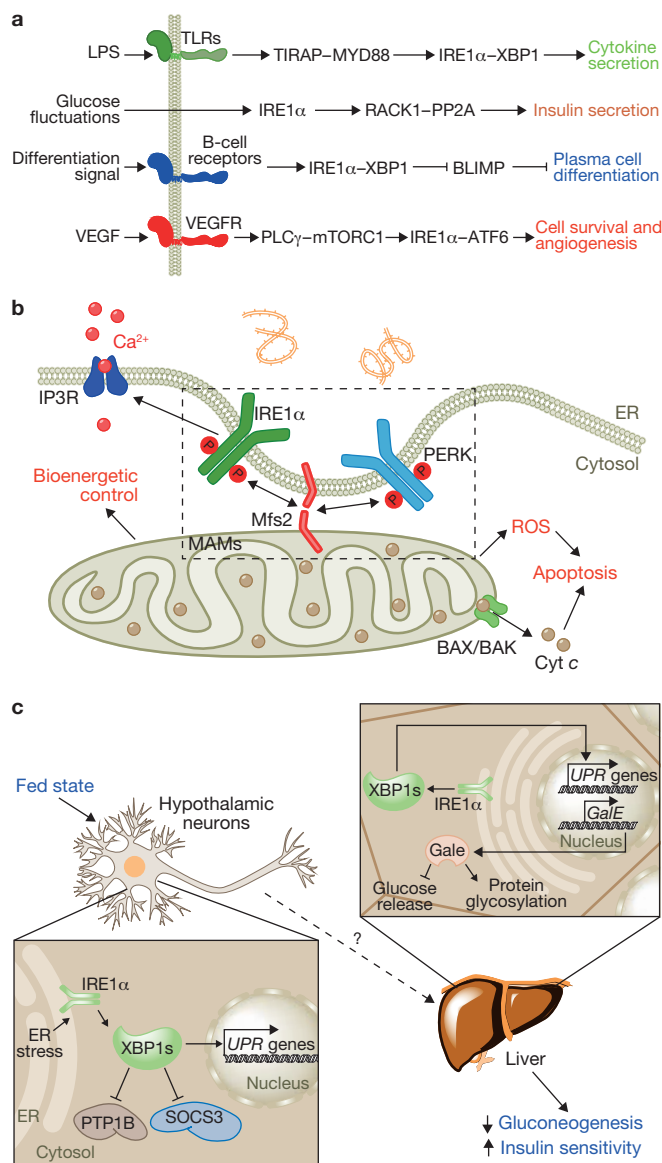 a
LPS TLRs TIRAP–MYD88 IRE1α–XBP1 Cytokine
secretion
Glucose
fluctuations IRE1α RACK1–PP2A Insulin secretion
Differentiation
signal B-cell
receptors IRE1α–XBP1 BLIMP Plasma cell
differentiation
VEGF VEGFR PLCγ–mTORC1 IRE1α–ATF6 Cell survival and
angiogenesis
b
Ca²⁺
IP3R
IRE1α
ER
P
P
PERK
P
P
Cytosol
Bioenergetic
control
Mfs2
MAMs
ROS
Apoptosis
BAX/BAK
Cyt c
c
Fed state
Hypothalamic
neurons
XBP1s
IRE1α
UPR genes
GalE
Nucleus
Gale
Glucose
release
Protein
glycosylation
?
IRE1α
ER
stress
XBP1s
UPR genes
Nucleus
ER
PTP1B
SOCS3
Cytosol
Liver
Gluconeogenesis
Insulin sensitivity